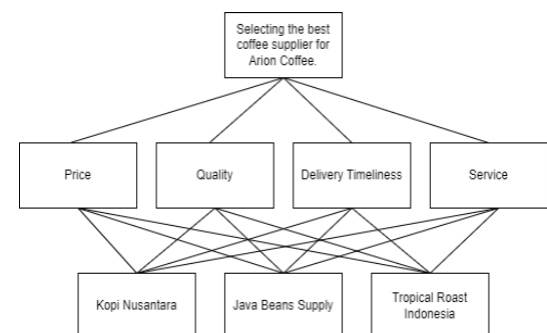 Selecting the best
coffee supplier for
Arion Coffee.
Price
Quality
Delivery Timeliness
Service
Kopi Nusantara
Java Beans Supply
Tropical Roast
Indonesia